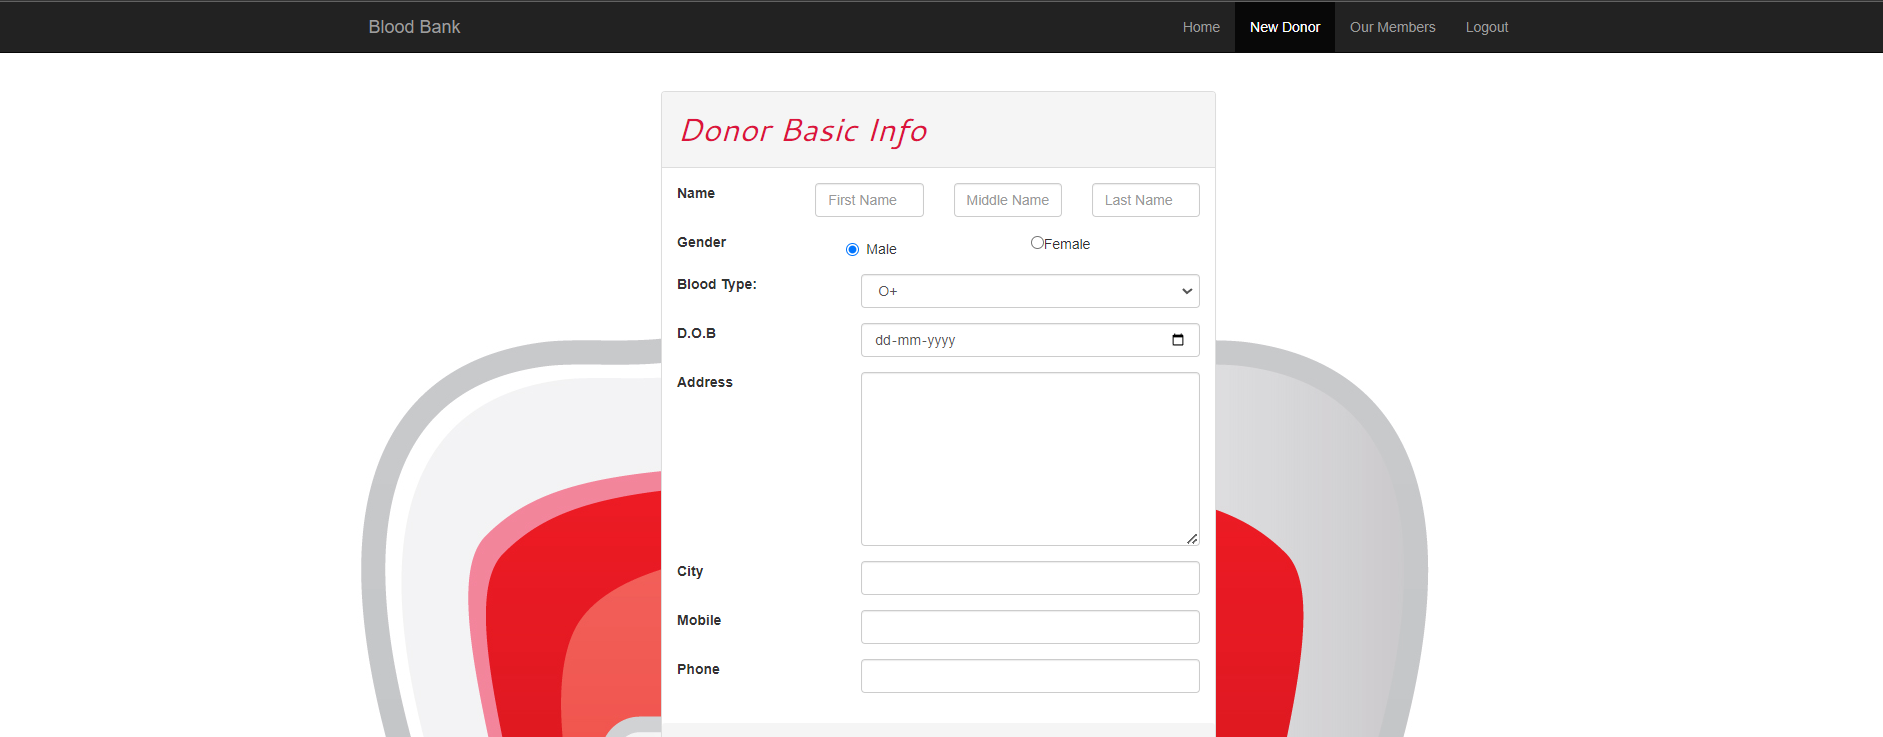 Blood Bank Home New Donor Our Members Logout
Donor Basic Info
Name First Name Middle Name Last Name
Gender Male Female
Blood Type: O+
D.O.B dd-mm-yyyy
Address
City
Mobile
Phone